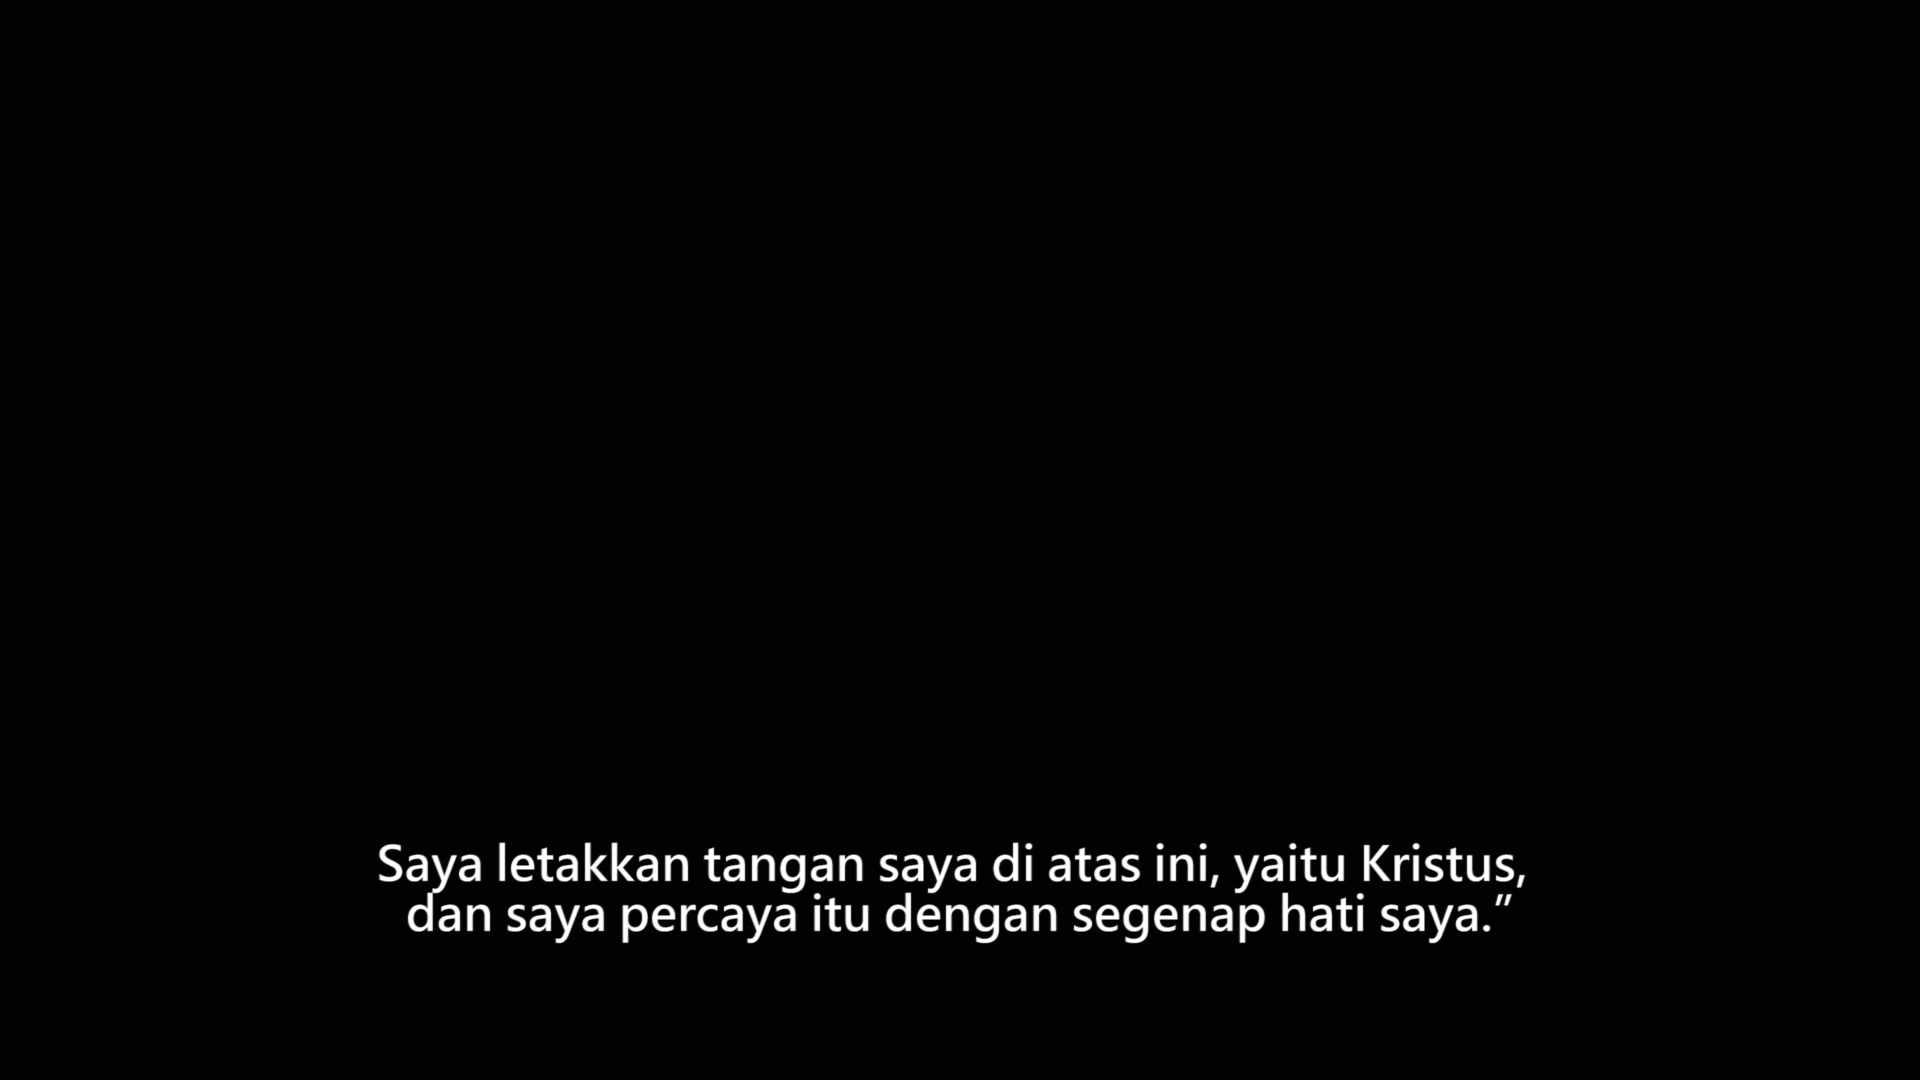 Saya letakkan tangan saya di atas ini, yaitu Kristus,
dan saya percaya itu dengan segenap hati saya.”